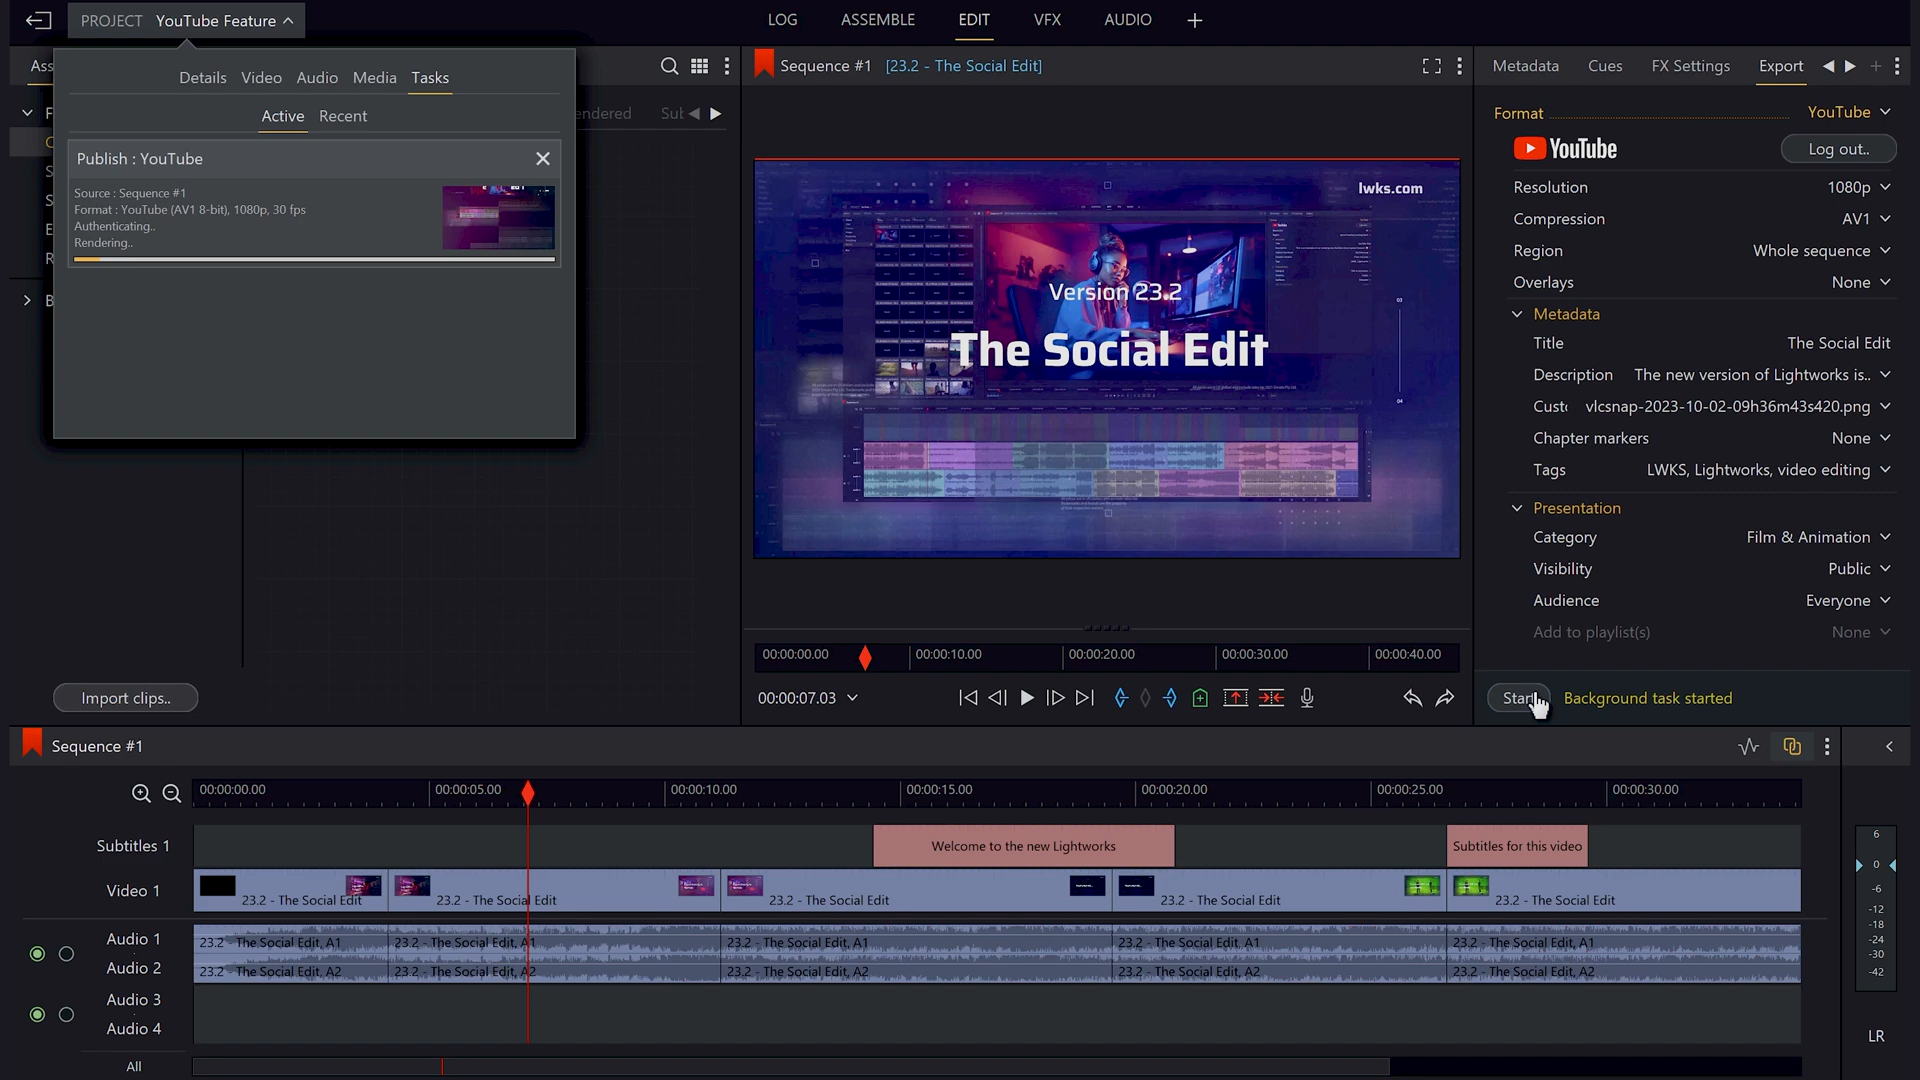 PROJECT YouTube Feature
LOG ASSEMBLE EDIT VFX AUDIO
Ass
F
C
S
S
E
R
B
Details Video Audio Media Tasks
Active Recent
Publish : YouTube
Source : Sequence #1
Format : YouTube (AV1 8-bit), 1080p, 30 fps
Authenticating..
Rendering..
ndered Sut
Import clips..
Sequence #1 [23.2 - The Social Edit]
lwks.com
Version 23.2
The Social Edit
00:00:00.00 00:00:10.00 00:00:20.00 00:00:30.00 00:00:40.00
00:00:07.03
Metadata Cues FX Settings Export
Format YouTube
YouTube Log out..
Resolution 1080p
Compression AV1
Region Whole sequence
Overlays None
Metadata
Title The Social Edit
Description The new version of Lightworks is..
Custo vlcsnap-2023-10-02-09h36m43s420.png
Chapter markers None
Tags LWKS, Lightworks, video editing
Presentation
Category Film & Animation
Visibility Public
Audience Everyone
Add to playlist(s) None
Start Background task started
Sequence #1
00:00:00.00 00:00:05.00 00:00:10.00 00:00:15.00 00:00:20.00 00:00:25.00 00:00:30.00
Subtitles 1 Welcome to the new Lightworks Subtitles for this video
Video 1 23.2 - The Social Edit 23.2 - The Social Edit 23.2 - The Social Edit 23.2 - The Social Edit 23.2 - The Social Edit
Audio 1 23.2 - The Social Edit, A1 23.2 - The Social Edit, A1 23.2 - The Social Edit, A1 23.2 - The Social Edit, A1 23.2 - The Social Edit, A1
Audio 2 23.2 - The Social Edit, A2 23.2 - The Social Edit, A2 23.2 - The Social Edit, A2 23.2 - The Social Edit, A2 23.2 - The Social Edit, A2
Audio 3
Audio 4
All
6
0
-6
-12
-18
-24
-30
-42
LR